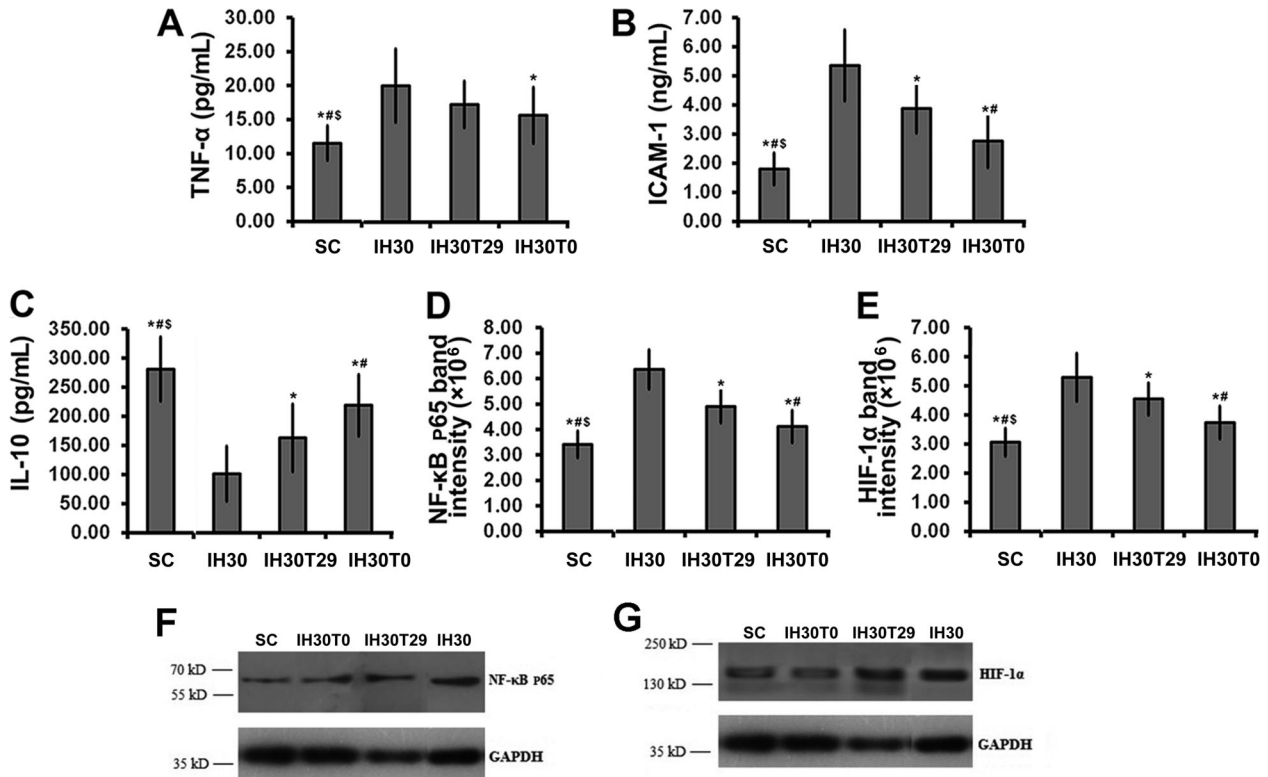 A
TNF-α (pg/mL)
30.00
25.00
20.00
15.00
10.00
5.00
0.00
*#$
*
SC IH30 IH30T29 IH30T0
B
ICAM-1 (ng/mL)
7.00
6.00
5.00
4.00
3.00
2.00
1.00
0.00
*#$
*
*#
SC IH30 IH30T29 IH30T0
C
IL-10 (pg/mL)
350.00
300.00
250.00
200.00
150.00
100.00
50.00
0.00
*#$
*
*#
SC IH30 IH30T29 IH30T0
D
NF-κB P65 band
intensity (×10⁶)
8.00
7.00
6.00
5.00
4.00
3.00
2.00
1.00
0.00
*#$
*
*#
SC IH30 IH30T29 IH30T0
E
HIF-1α band
intensity (×10⁶)
7.00
6.00
5.00
4.00
3.00
2.00
1.00
0.00
*#$
*
*#
SC IH30 IH30T29 IH30T0
F
SC IH30T0 IH30T29 IH30
70 kD
55 kD
NF-κB P65
35 kD
GAPDH
G
SC IH30T0 IH30T29 IH30
250 kD
130 kD
HIF-1α
35 kD
GAPDH